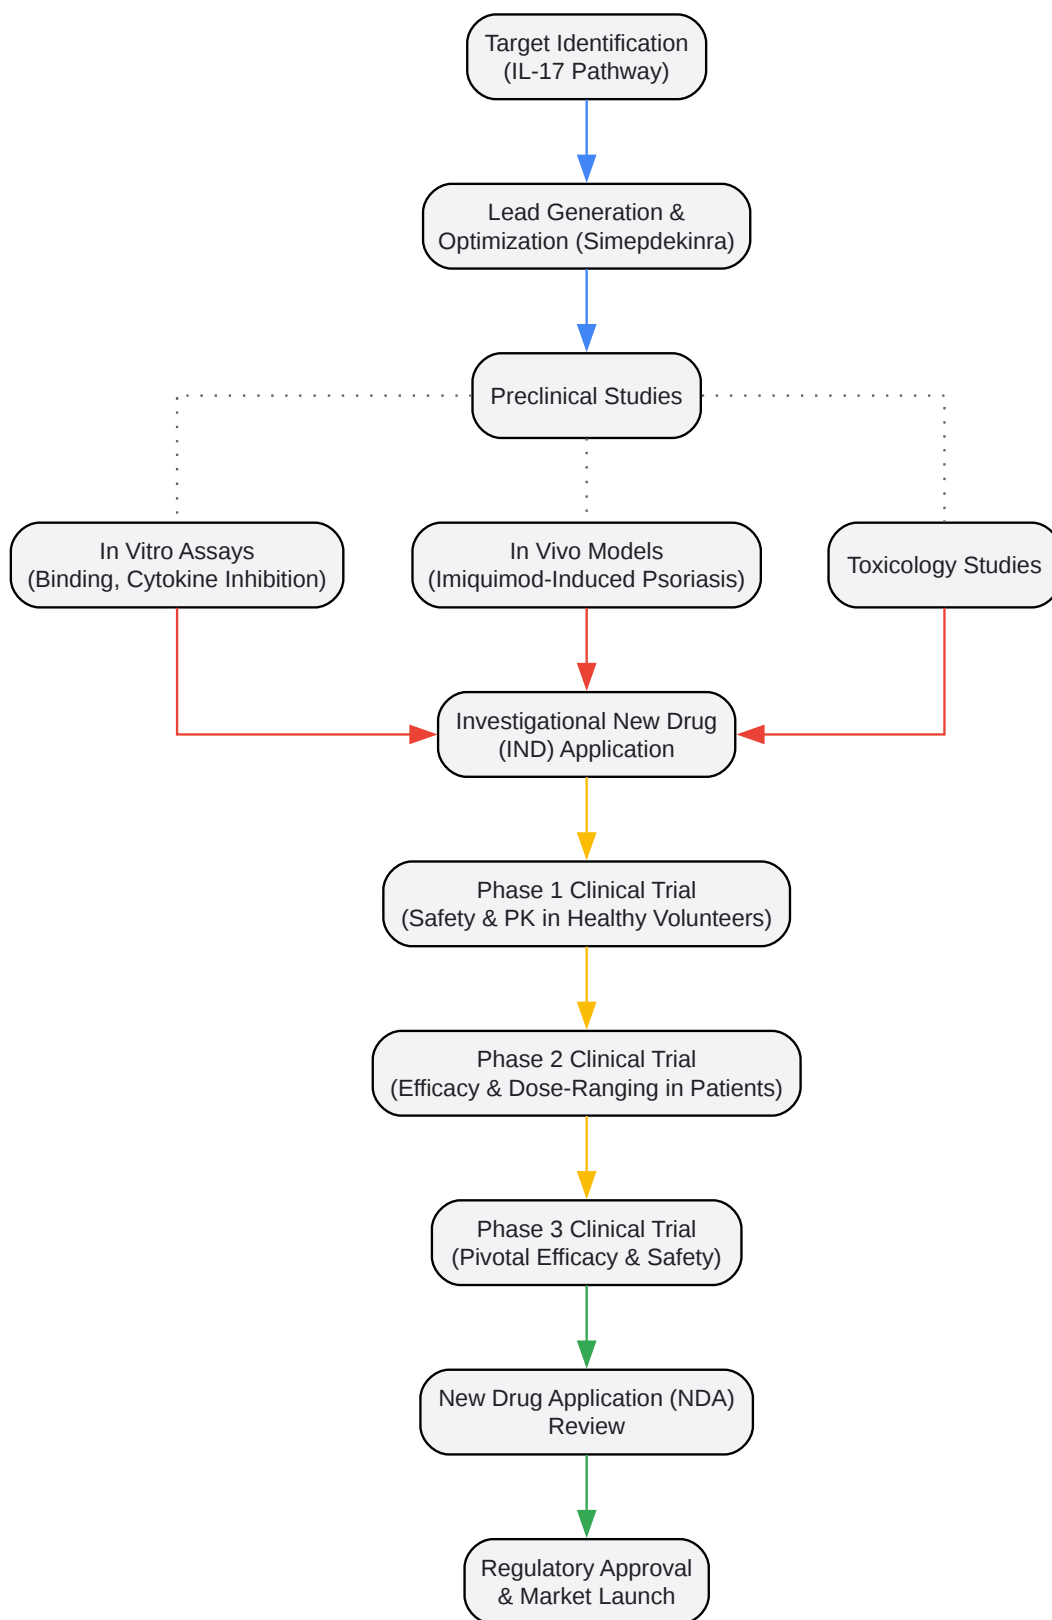 Target Identification
(IL-17 Pathway)
Lead Generation &
Optimization (Simepdekinra)
Preclinical Studies
In Vitro Assays
(Binding, Cytokine Inhibition)
In Vivo Models
(Imiquimod-Induced Psoriasis)
Toxicology Studies
Investigational New Drug
(IND) Application
Phase 1 Clinical Trial
(Safety & PK in Healthy Volunteers)
Phase 2 Clinical Trial
(Efficacy & Dose-Ranging in Patients)
Phase 3 Clinical Trial
(Pivotal Efficacy & Safety)
New Drug Application (NDA)
Review
Regulatory Approval
& Market Launch